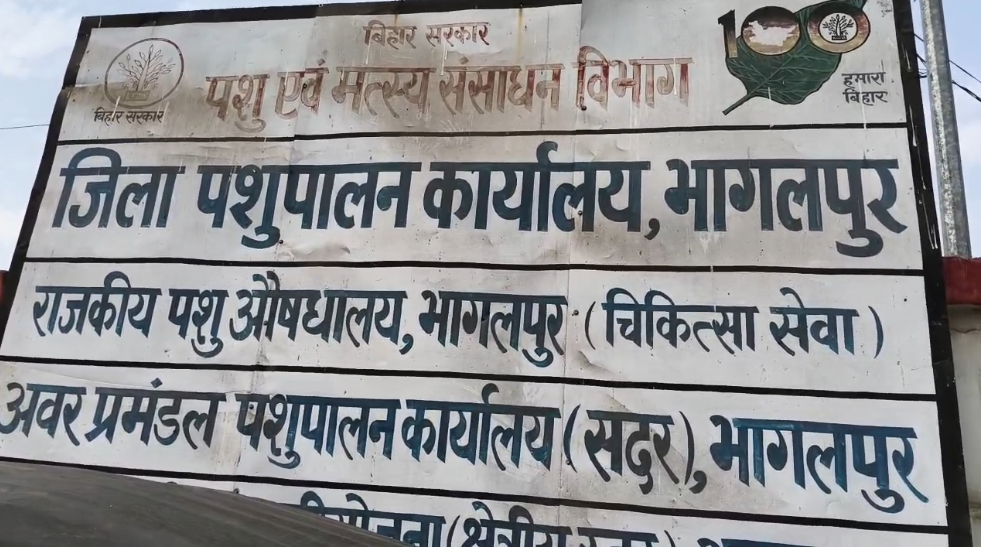 बिहार सरकार
पशु एवं मत्स्य संसाधन विभाग
बिहार सरकार
100
हमारा
बिहार
जिला पशुपालन कार्यालय, भागलपुर
राजकीय पशु औषधालय, भागलपुर (चिकित्सा सेवा)
अवर प्रमंडल पशुपालन कार्यालय (सदर), भागलपुर